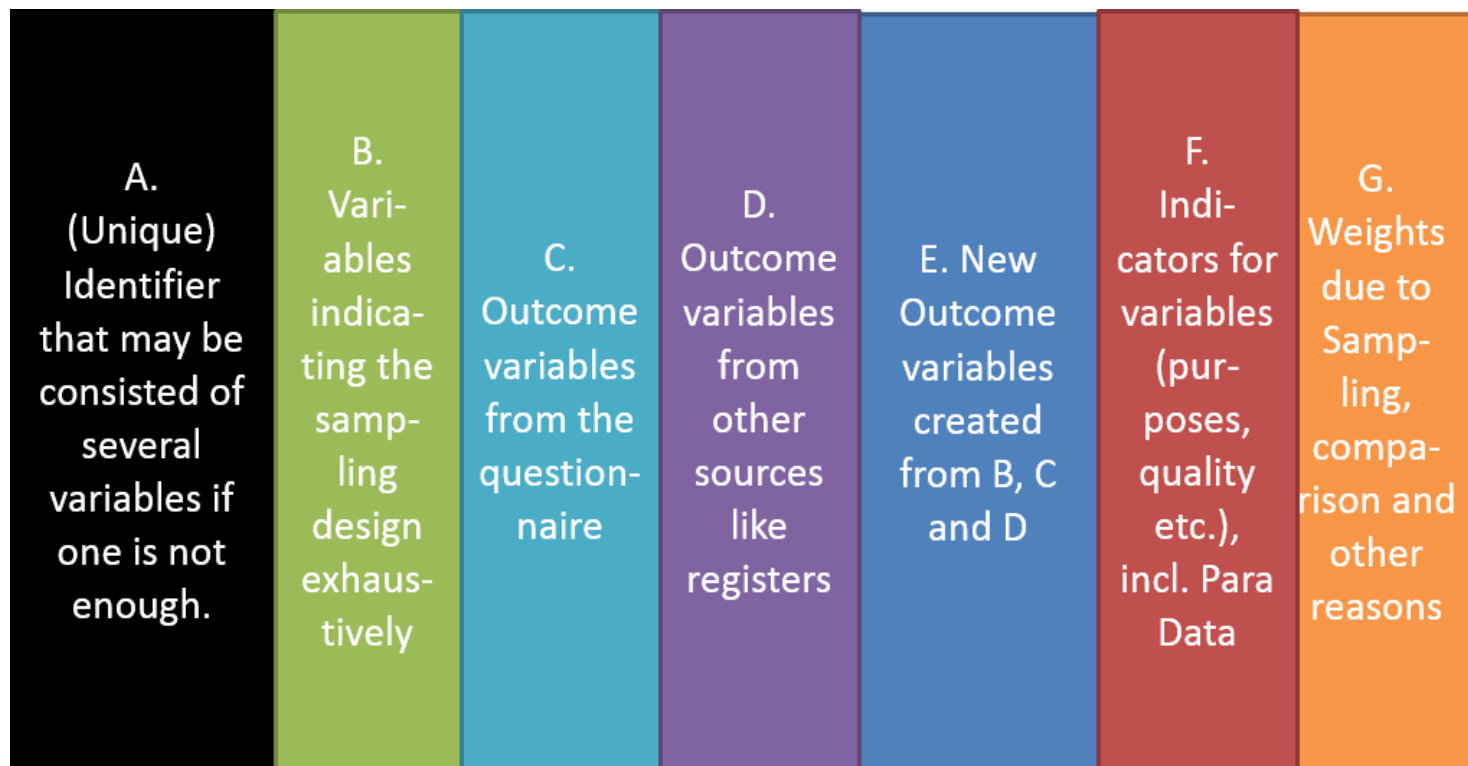 A.
(Unique)
Identifier
that may be
consisted of
several
variables if
one is not
enough.
B.
Vari-
ables
indica-
ting the
samp-
ling
design
exhaus-
tively
C.
Outcome
variables
from the
question-
naire
D.
Outcome
variables
from
other
sources
like
registers
E. New
Outcome
variables
created
from B, C
and D
F.
Indi-
cators for
variables
(pur-
poses,
quality
etc.),
incl. Para
Data
G.
Weights
due to
Samp-
ling,
compa-
rison and
other
reasons